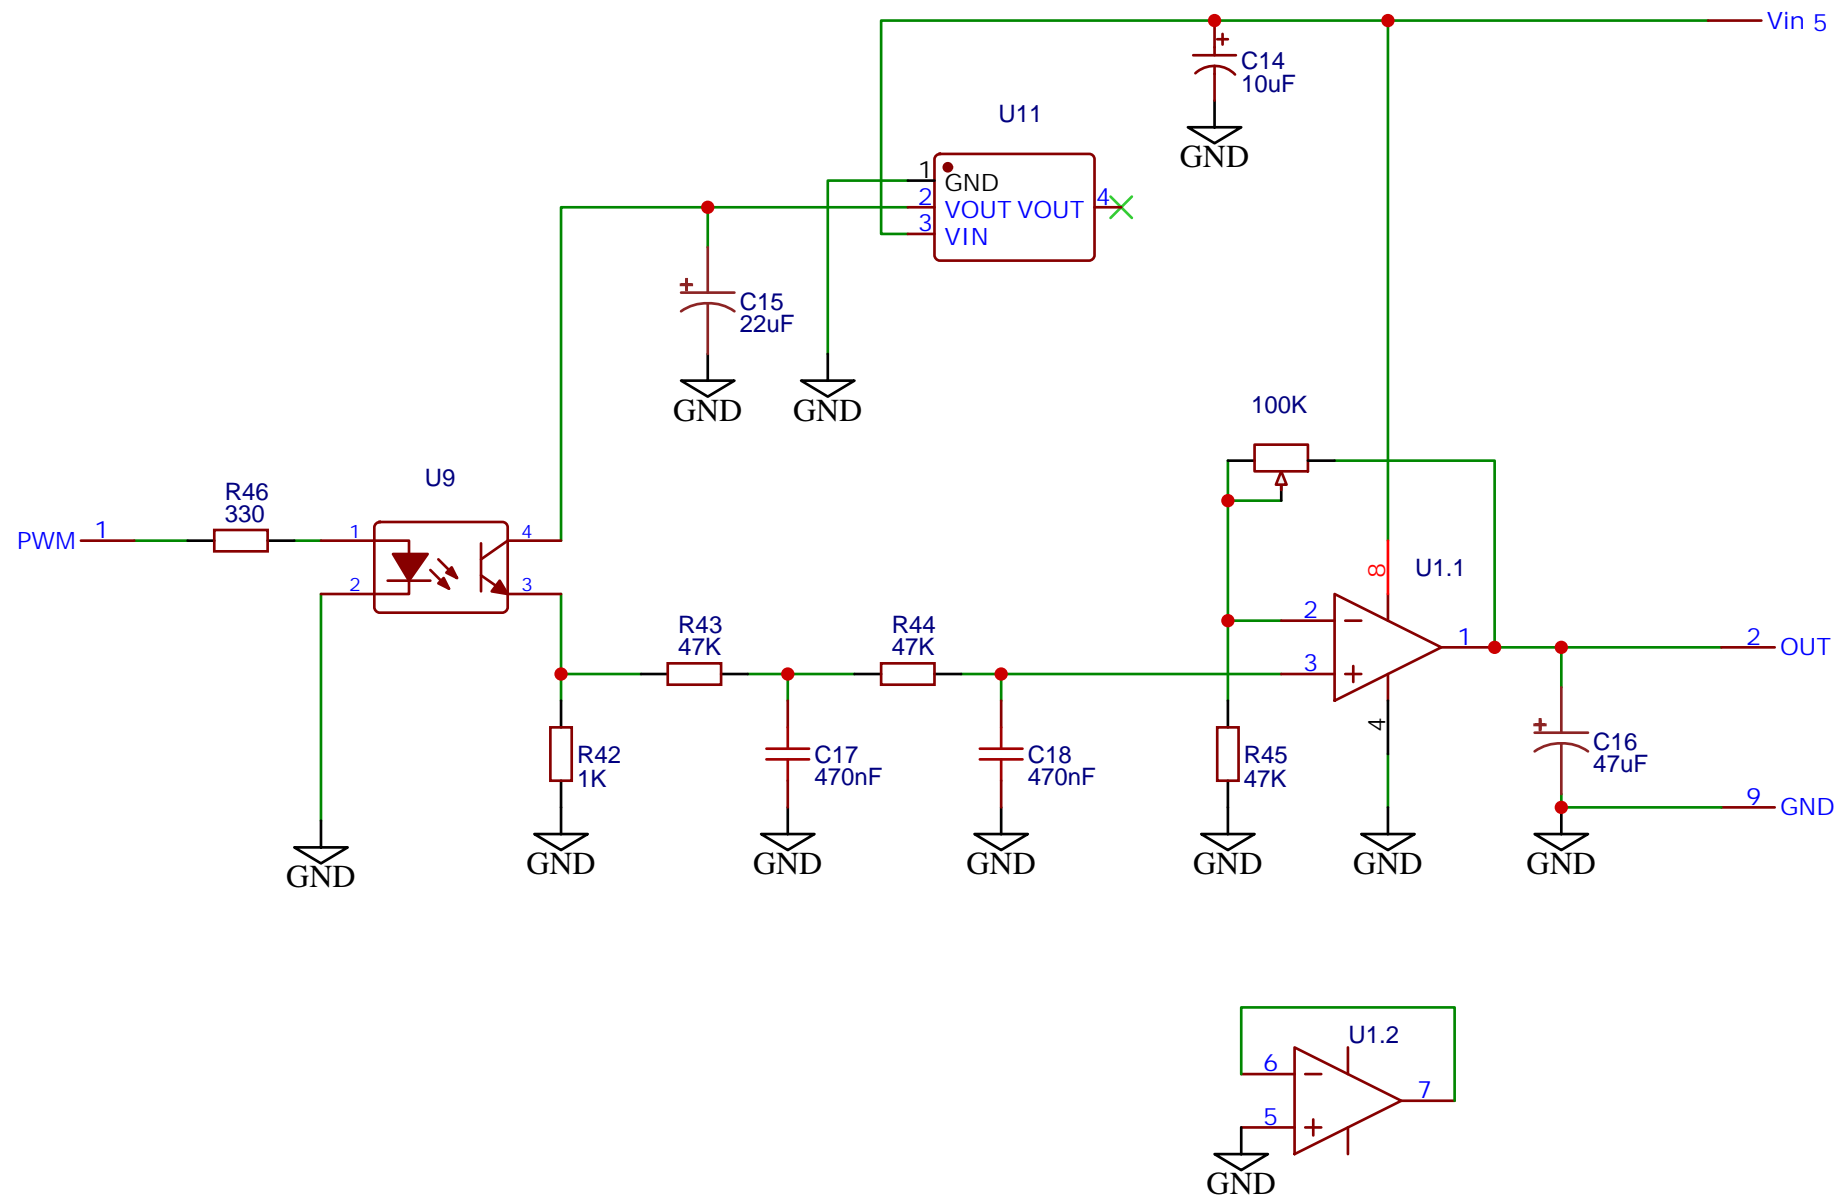 Vin 5
C14
10uF
GND
U11
1
GND
2
VOUT VOUT
4
3
VIN
C15
22uF
GND
GND
100K
U9
R46
330
PWM
1
1
4
2
3
8
U1.1
R43
47K
R44
47K
2
3
1
2
OUT
4
R42
1K
C17
470nF
C18
470nF
R45
47K
C16
47uF
9
GND
GND
GND
GND
GND
GND
GND
GND
U1.2
6
7
5
GND